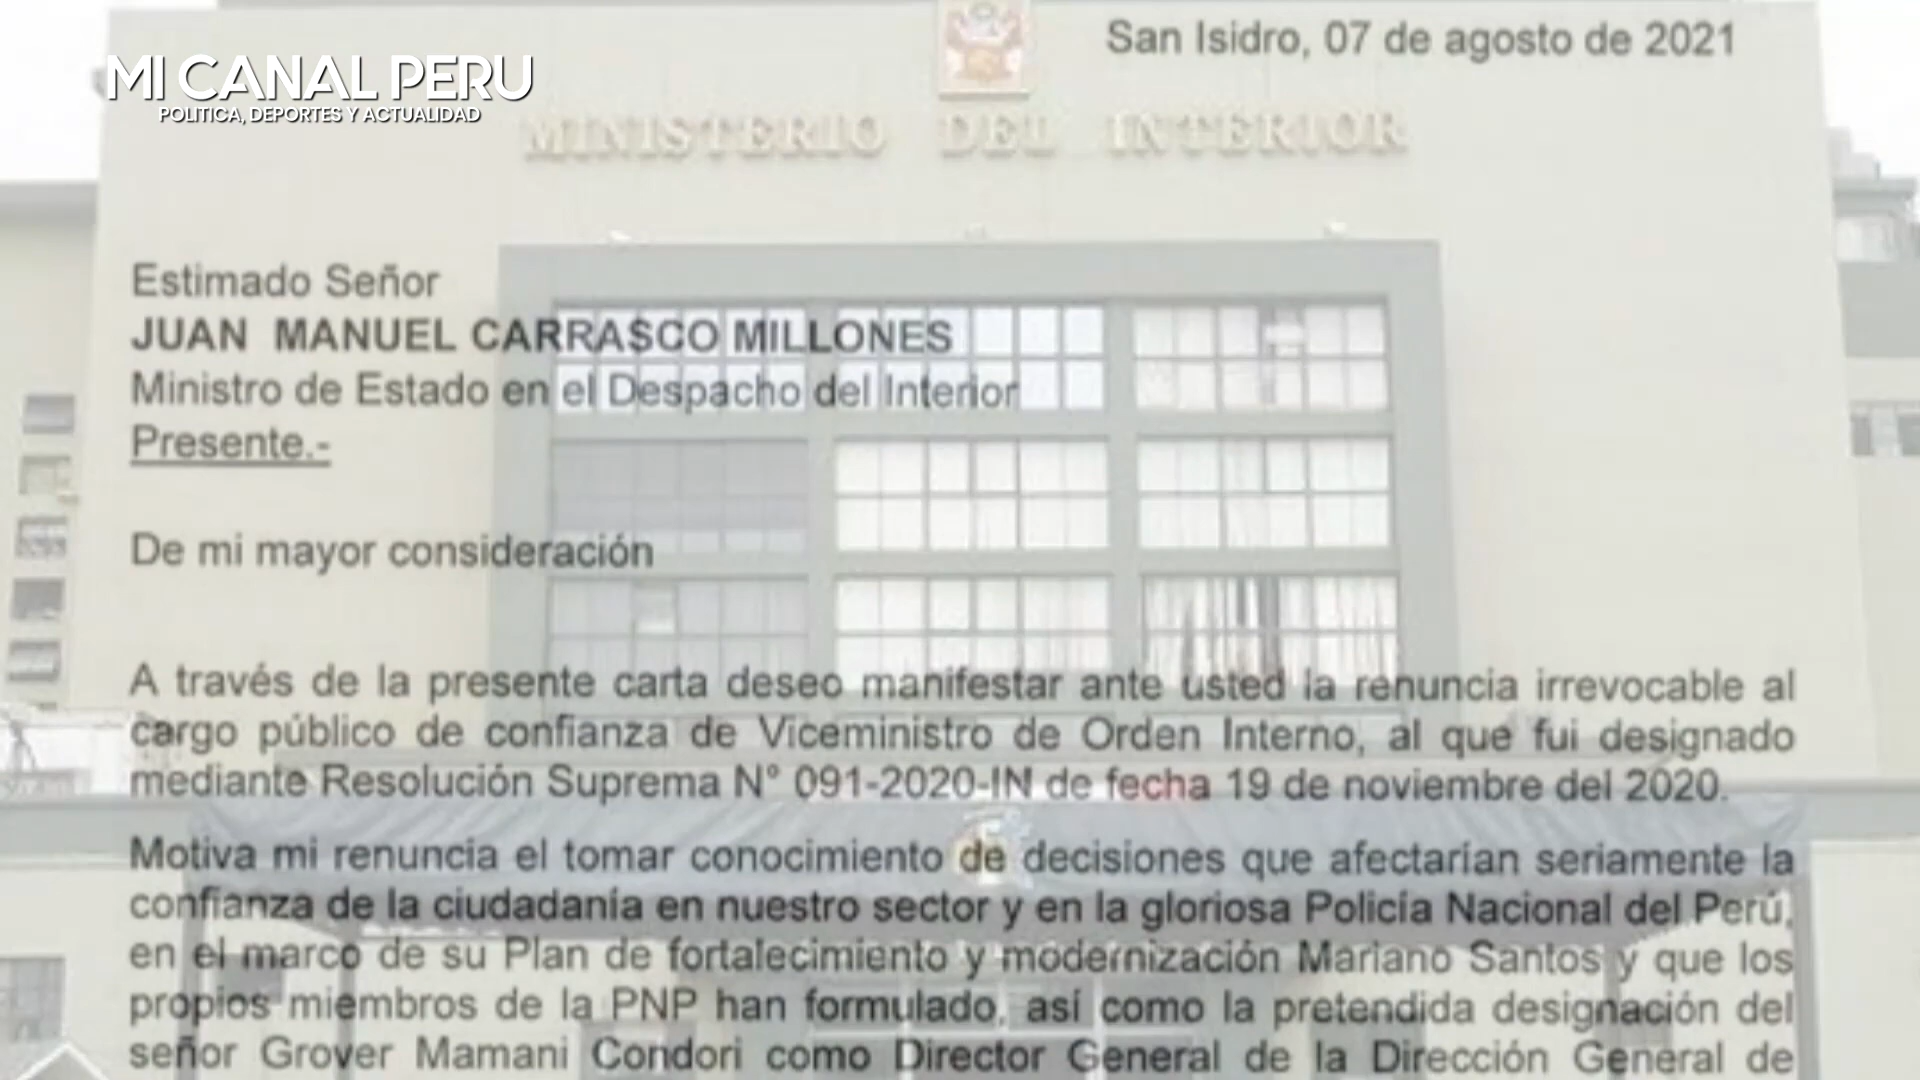 San Isidro, 07 de agosto de 2021
MI CANAL PERU
POLITICA, DEPORTES Y ACTUALIDAD
MINISTERIO DEL INTERIOR
Estimado Señor
JUAN MANUEL CARRASCO MILLONES
Ministro de Estado en el Despacho del Interior
Presente.-
De mi mayor consideración
A través de la presente carta deseo manifestar ante usted la renuncia irrevocable al
cargo público de confianza de Viceministro de Orden Interno, al que fui designado
mediante Resolución Suprema N° 091-2020-IN de fecha 19 de noviembre del 2020.
Motiva mi renuncia el tomar conocimiento de decisiones que afectarían seriamente la
confianza de la ciudadanía en nuestro sector y en la gloriosa Policía Nacional del Perú,
en el marco de su Plan de fortalecimiento y modernización Mariano Santos y que los
propios miembros de la PNP han formulado, así como la pretendida designación del
señor Grover Mamani Condori como Director General de la Dirección General de